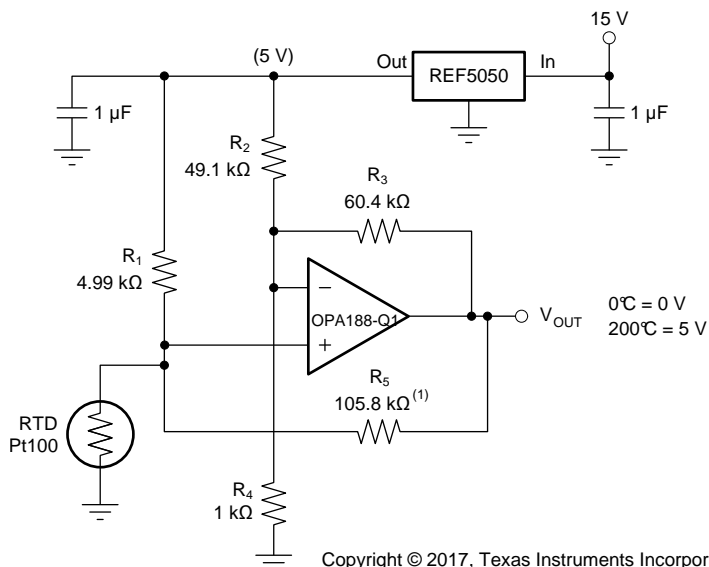 15 V
(5 V)
Out
REF5050
In
1 µF
1 µF
R2
49.1 kΩ
R3
60.4 kΩ
R1
4.99 kΩ
−
OPA188-Q1
+
VOUT
0°C = 0 V
200°C = 5 V
R5
105.8 kΩ(1)
RTD
Pt100
R4
1 kΩ
Copyright © 2017, Texas Instruments Incorpor